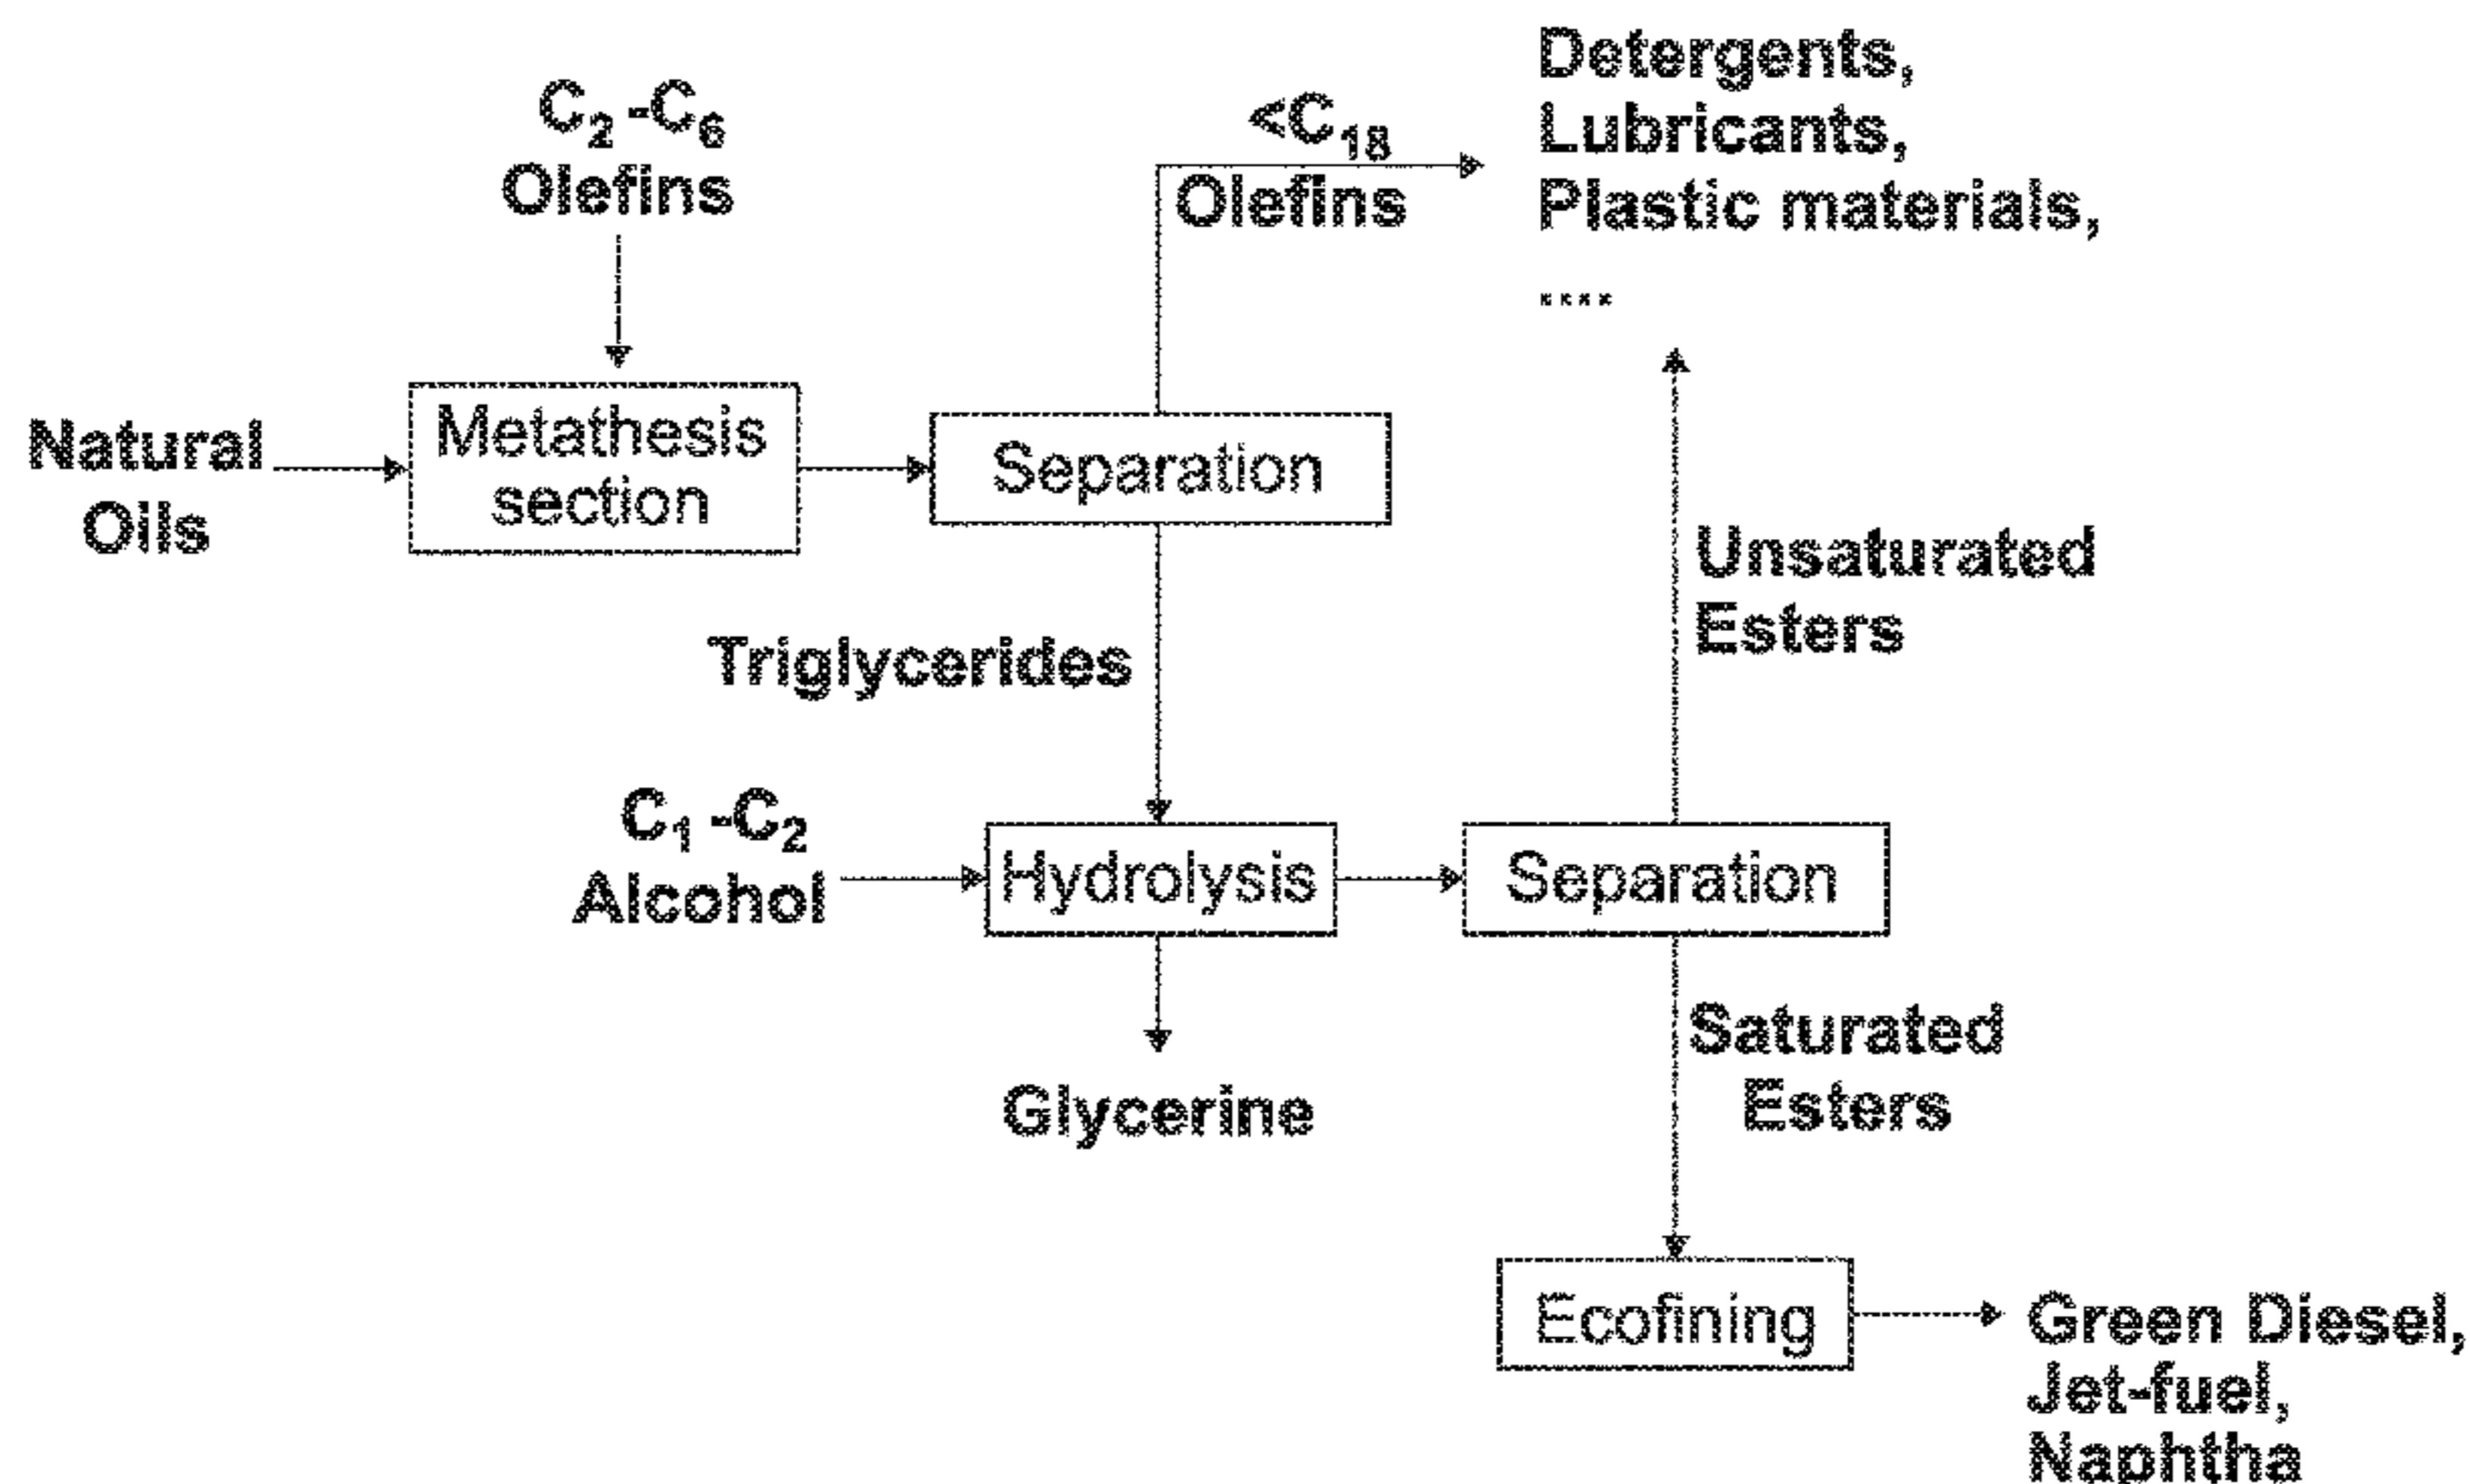 C₂-C₆
Olefins
<C₁₈
Olefins
Detergents,
Lubricants,
Plastic materials,
....
Natural
Oils
Metathesis
section
Separation
Unsaturated
Esters
Triglycerides
C₁-C₂
Alcohol
Hydrolysis
Separation
Glycerine
Saturated
Esters
Ecofining
Green Diesel,
Jet-fuel,
Naphtha